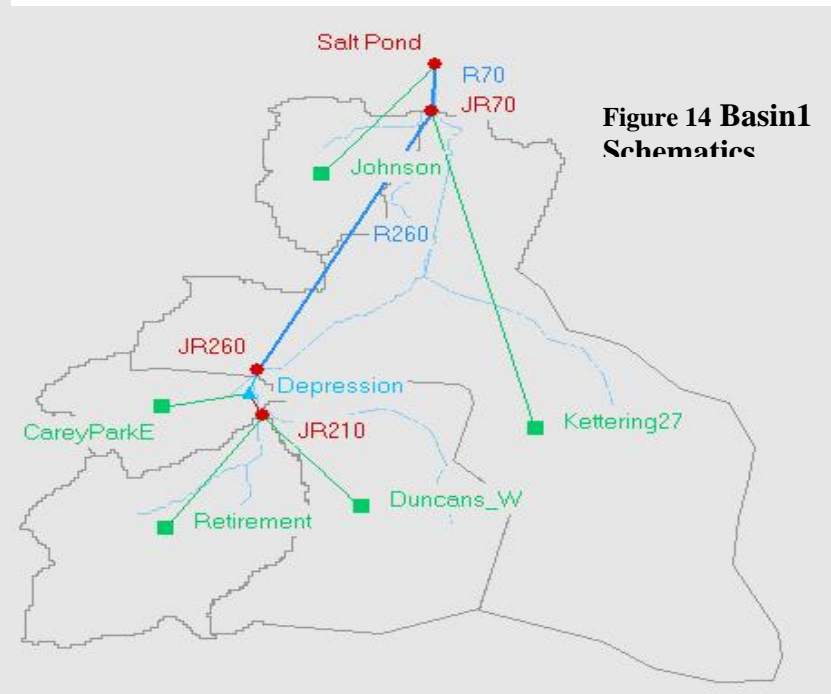 Salt Pond
R70
JR70
Figure 14 Basin1
Schematics
Johnson
R260
JR260
Depression
CareyParkE
JR210
Kettering27
Duncans_W
Retirement